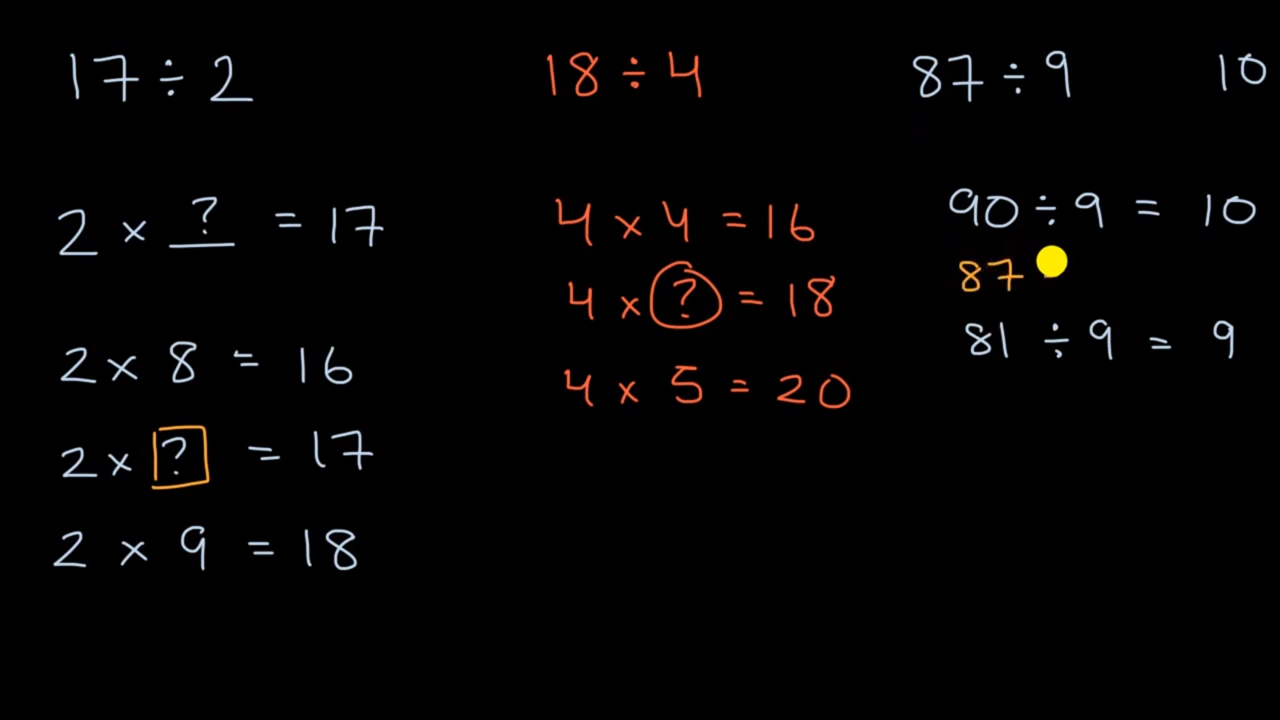 17 ÷ 2
2 × ? = 17
2 × 8 = 16
2 × ? = 17
2 × 9 = 18
18 ÷ 4
4 × 4 = 16
4 × ? = 18
4 × 5 = 20
87 ÷ 9
10
90 ÷ 9 = 10
87
81 ÷ 9 = 9